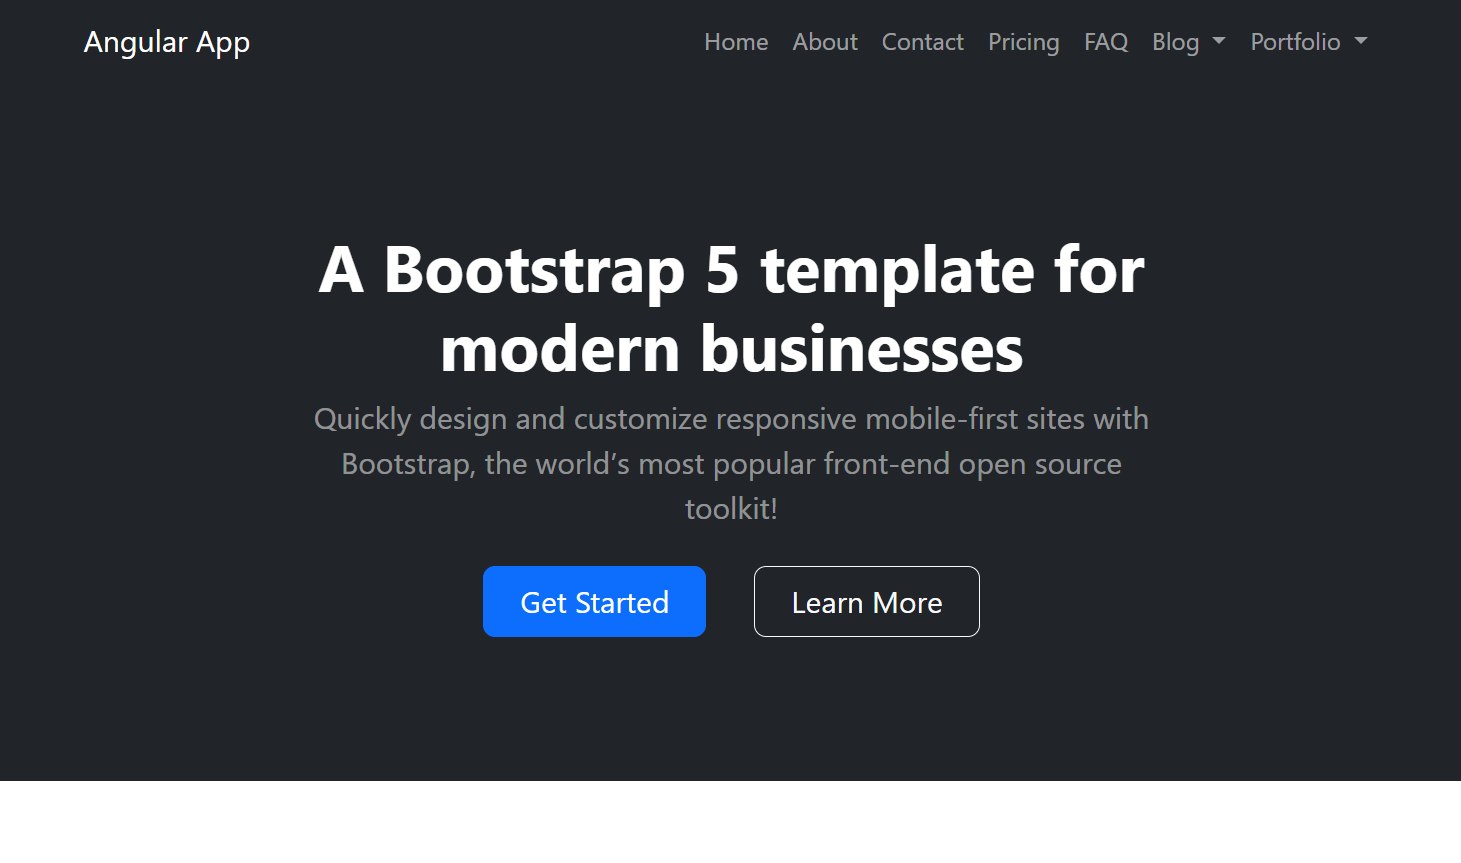 Angular App
Home About Contact Pricing FAQ Blog Portfolio
A Bootstrap 5 template for
modern businesses
Quickly design and customize responsive mobile-first sites with
Bootstrap, the world’s most popular front-end open source
toolkit!
Get Started
Learn More